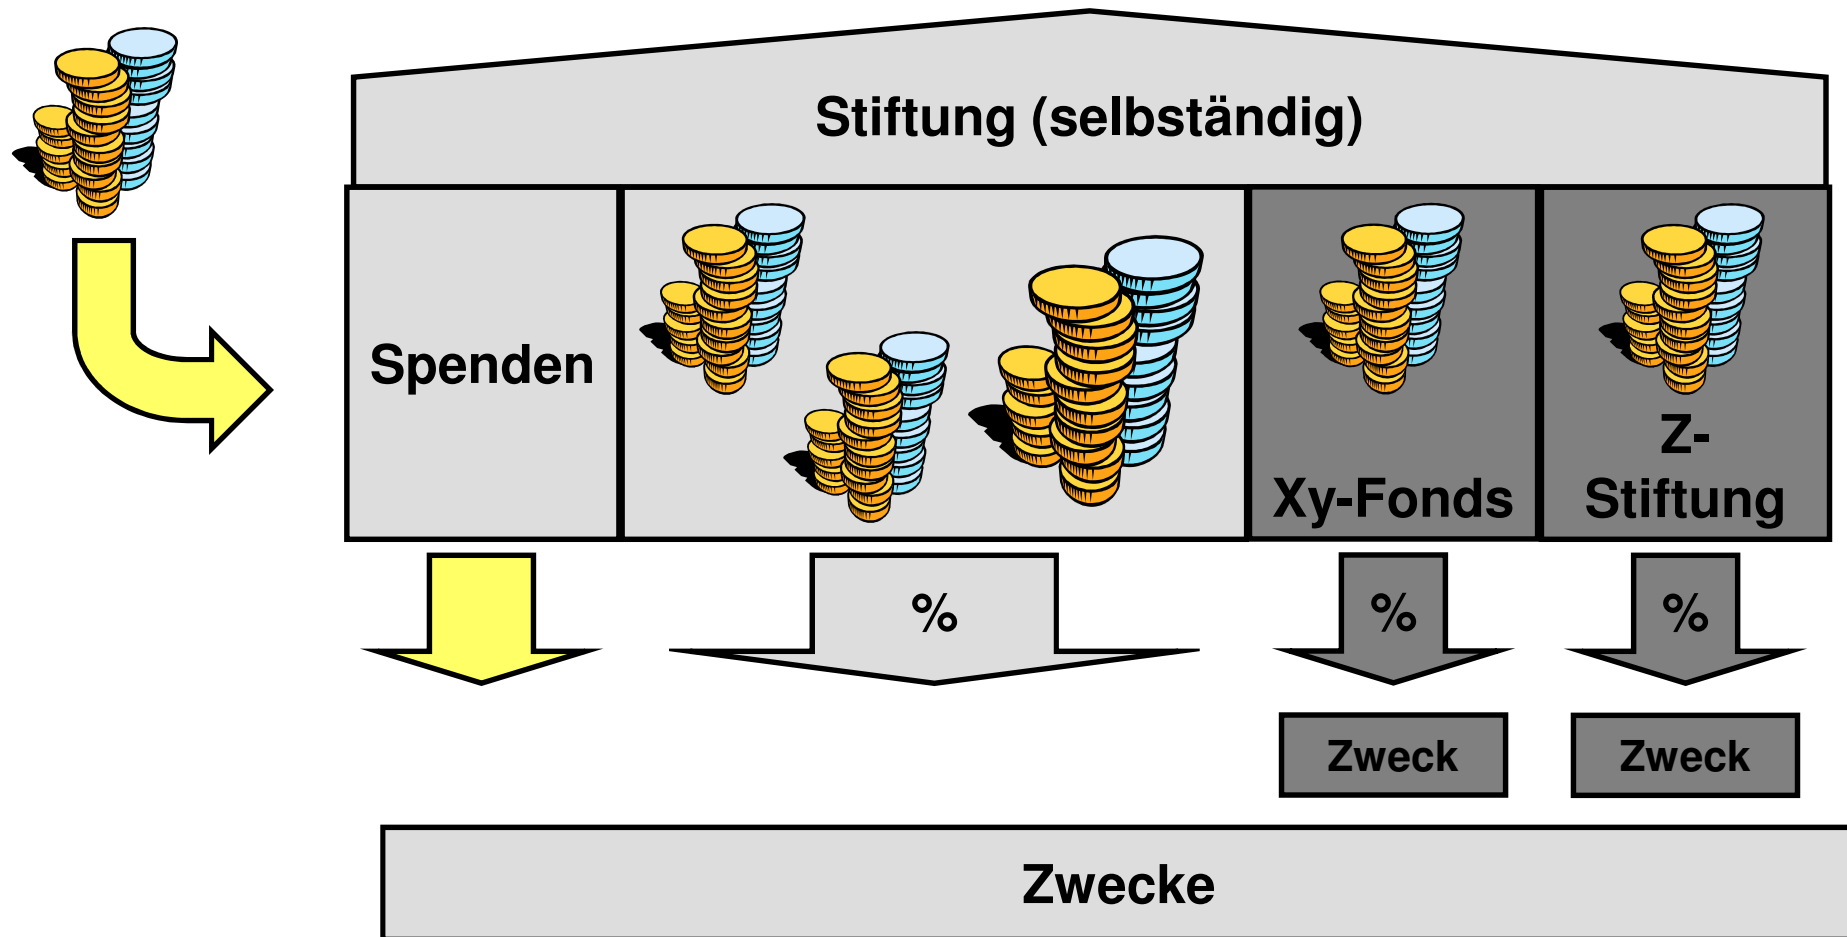 Stiftung (selbständig)
Spenden
Xy-Fonds
Z-
Stiftung
%
%
%
Zweck
Zweck
Zwecke